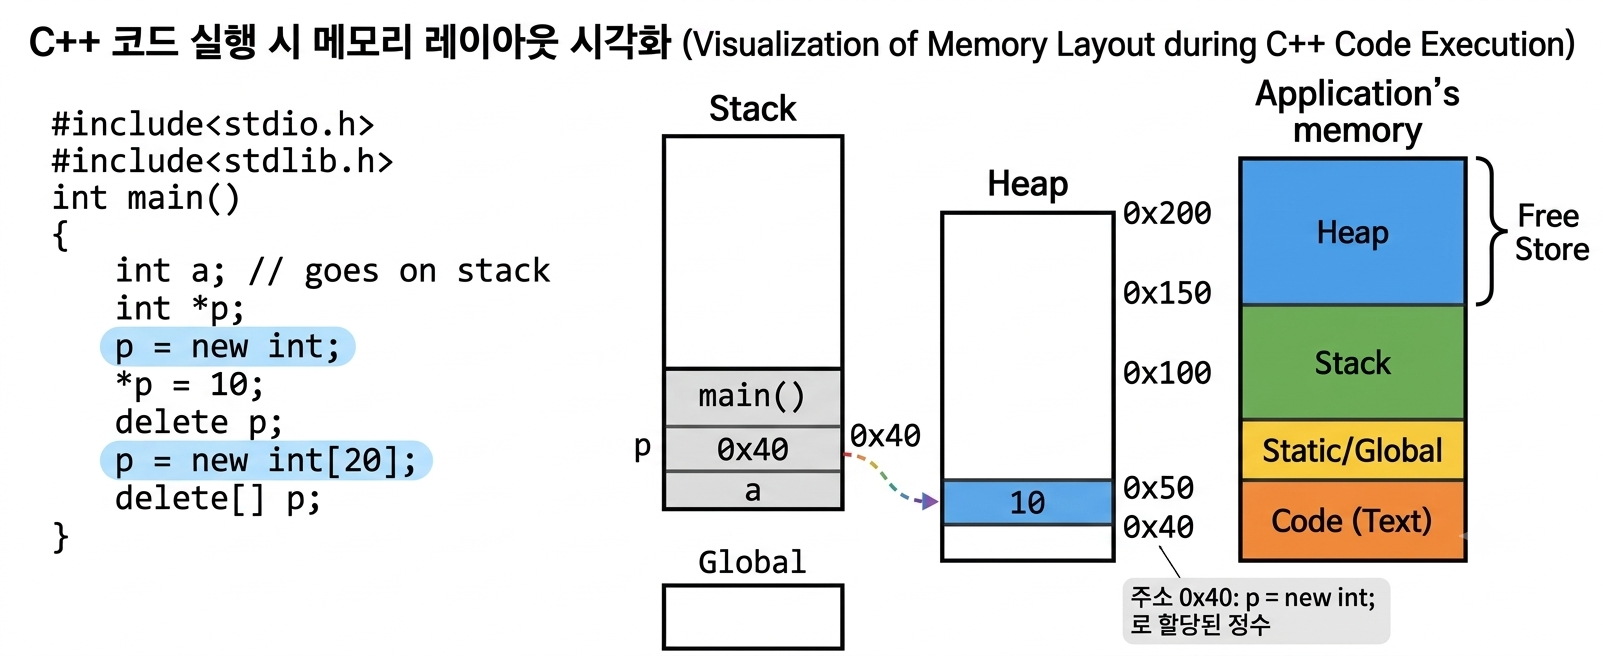 C++ 코드 실행 시 메모리 레이아웃 시각화 (Visualization of Memory Layout during C++ Code Execution)
#include<stdio.h>
#include<stdlib.h>
int main()
{
int a; // goes on stack
int *p;
p = new int;
*p = 10;
delete p;
p = new int[20];
delete[] p;
}
Stack
main()
p
0x40
a
0x40
Global
Heap
10
0x200
0x150
0x100
0x50
0x40
주소 0x40: p = new int;
로 할당된 정수
Application's
memory
Heap
Stack
Static/Global
Code (Text)
Free
Store